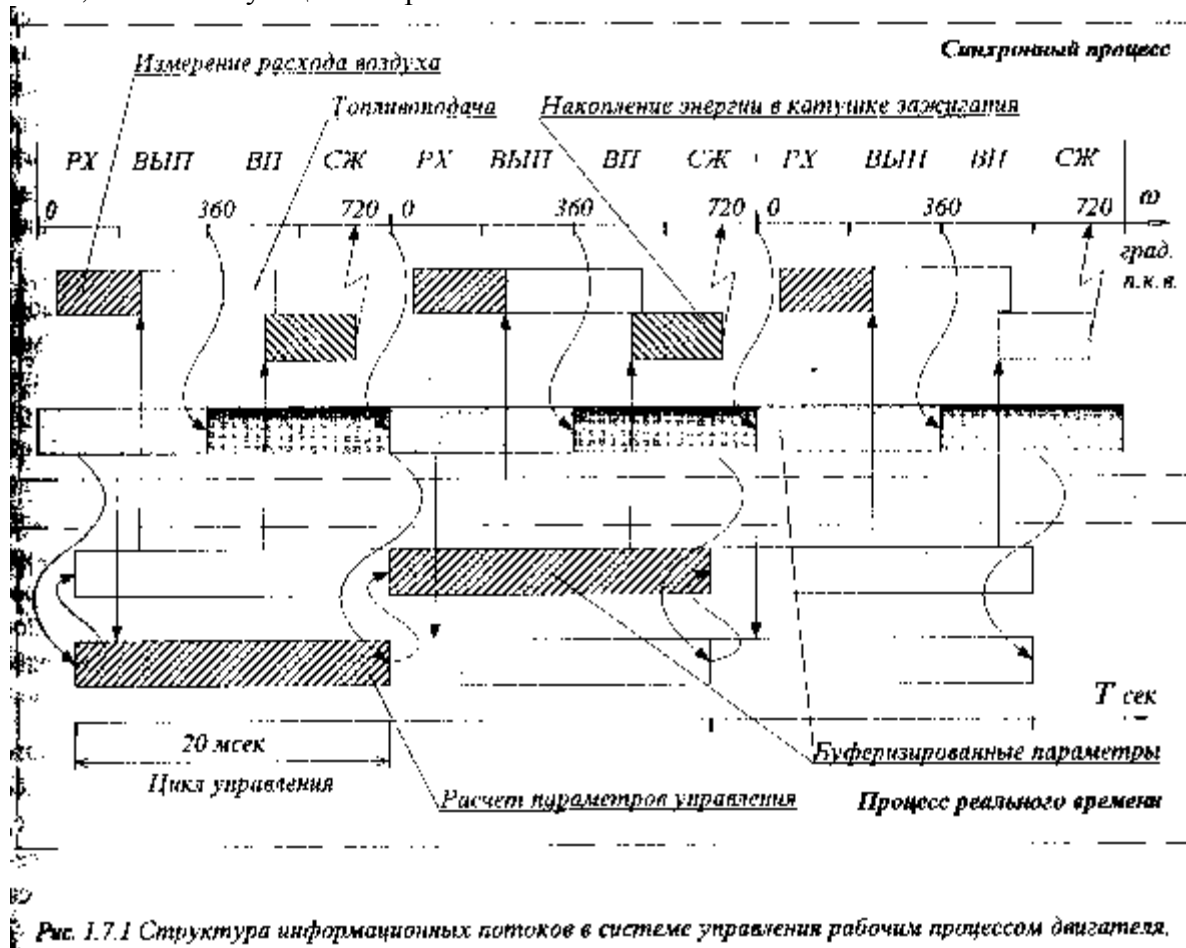 Измерение расхода воздуха
Синхронный процесс
Топливоподача
Накопление энергии в катушке зажигания
РХ ВЫП ВП СЖ РХ ВЫП ВП СЖ РХ ВЫП ВП СЖ
0 360 720 0 360 720 0 360 720 ω
град.
п.к.в.
T сек
20 мсек
Цикл управления
Буферизированные параметры
Расчет параметров управления
Процесс реального времени
Рис. 1.7.1 Структура информационных потоков в системе управления рабочим процессом двигателя.